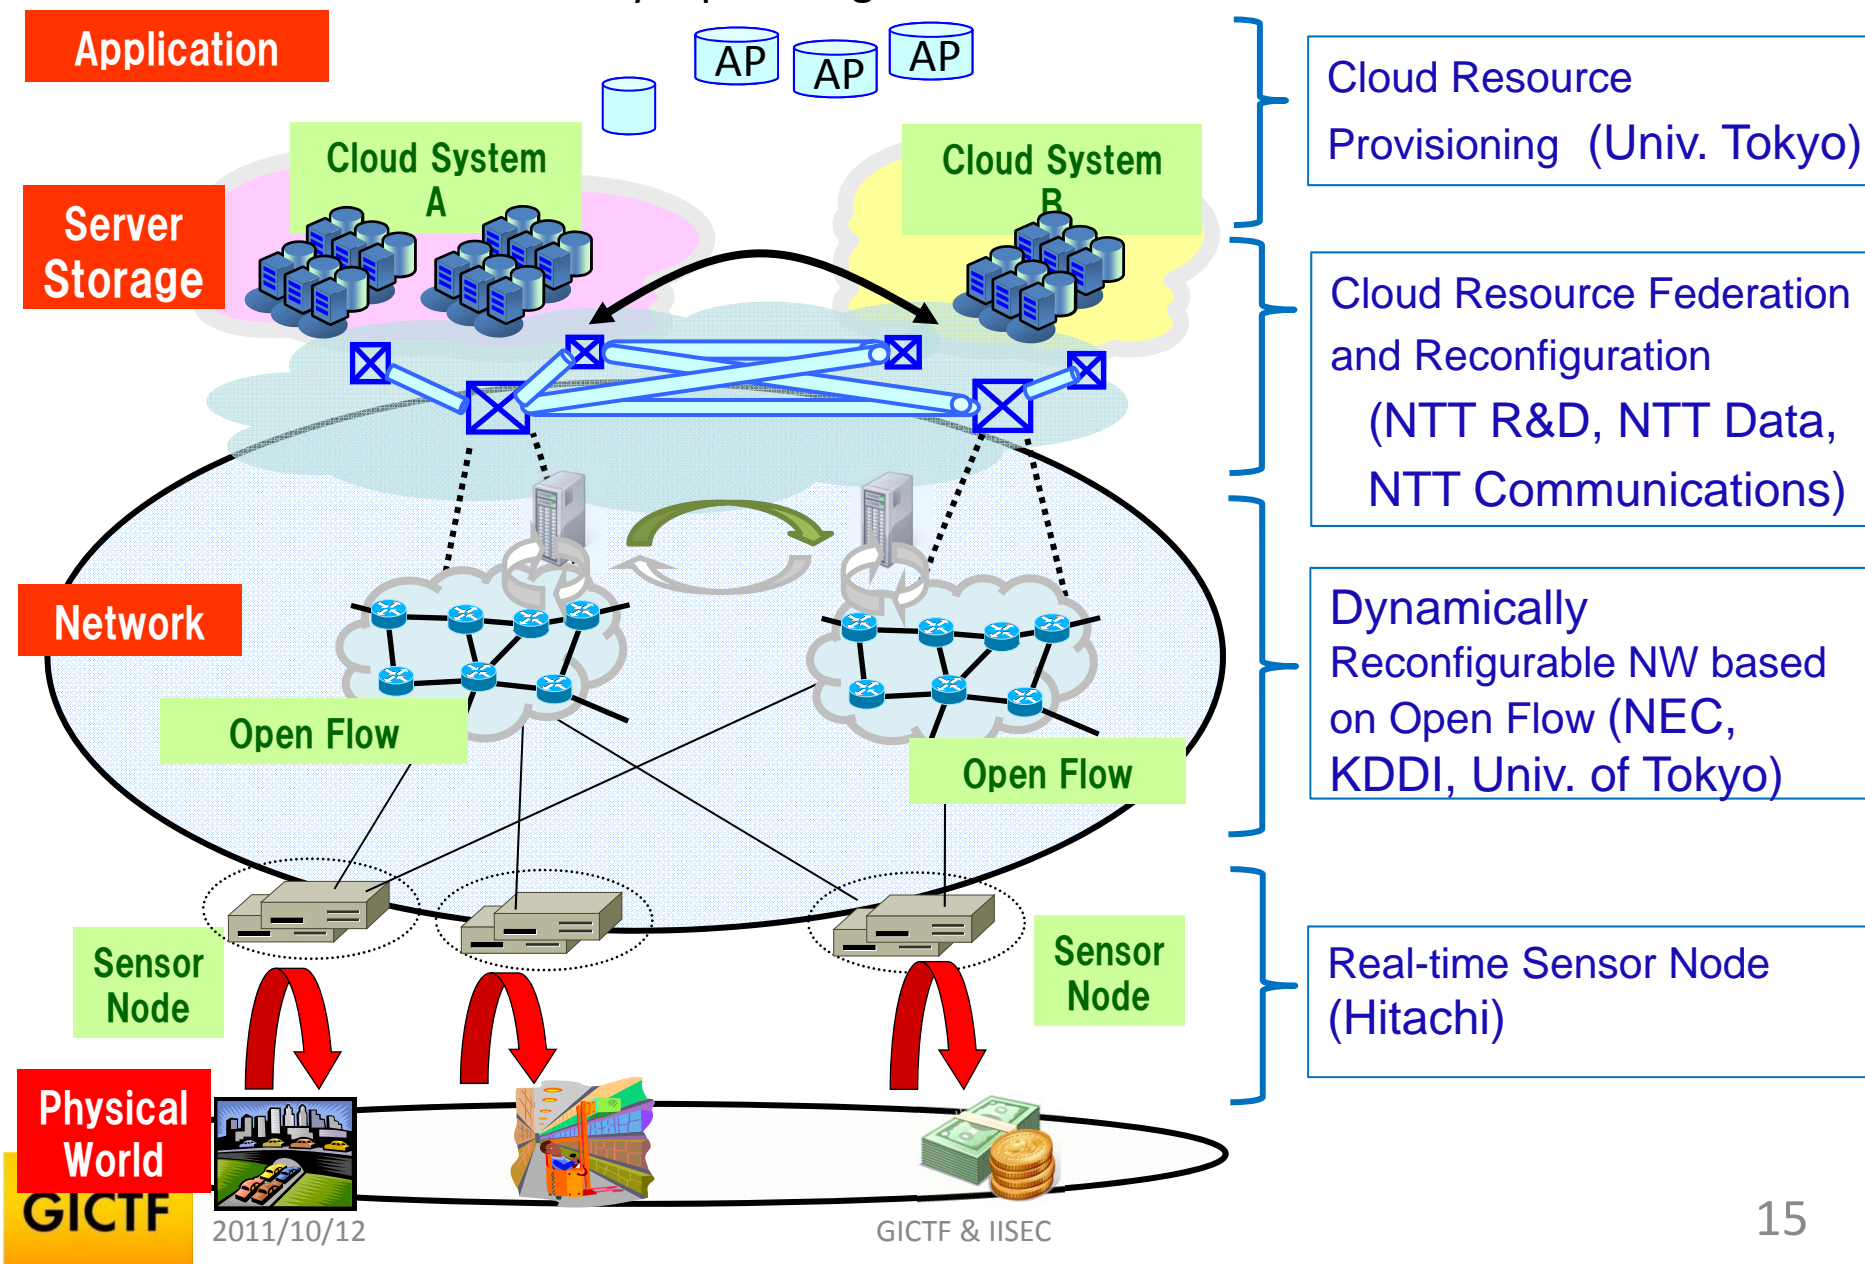 Application
AP
AP
AP
Cloud Resource
Provisioning (Univ. Tokyo)
Cloud System
A
Cloud System
B
Server
Storage
Cloud Resource Federation
and Reconfiguration
(NTT R&D, NTT Data,
NTT Communications)
Network
Dynamically
Reconfigurable NW based
on Open Flow (NEC,
KDDI, Univ. of Tokyo)
Open Flow
Open Flow
Sensor
Node
Sensor
Node
Real-time Sensor Node
(Hitachi)
Physical
World
GICTF
2011/10/12
GICTF & IISEC
15